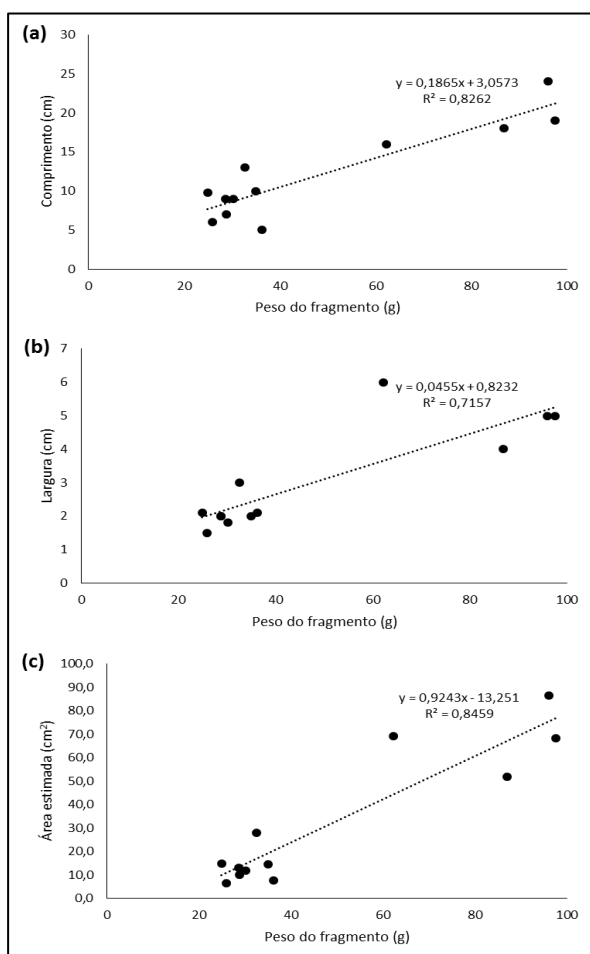 (a)
30
25
20
15
10
5
0
Comprimento (cm)
y = 0,1865x + 3,0573
R² = 0,8262
0 20 40 60 80 100
Peso do fragmento (g)
(b)
7
6
5
4
3
2
1
0
Largura (cm)
y = 0,0455x + 0,8232
R² = 0,7157
0 20 40 60 80 100
Peso do fragmento (g)
(c)
100,0
90,0
80,0
70,0
60,0
50,0
40,0
30,0
20,0
10,0
0,0
Área estimada (cm²)
y = 0,9243x - 13,251
R² = 0,8459
0 20 40 60 80 100
Peso do fragmento (g)